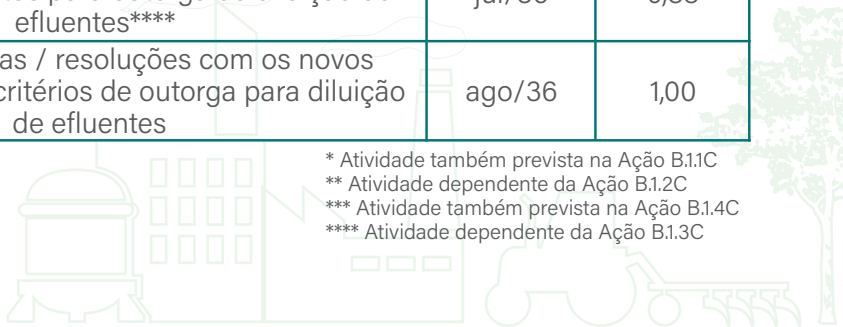 efluentes****
as / resoluções com os novos
critérios de outorga para diluição
de efluentes
ago/36
1,00
* Atividade também prevista na Ação B.1.1C
** Atividade dependente da Ação B.1.2C
*** Atividade também prevista na Ação B.1.4C
**** Atividade dependente da Ação B.1.3C